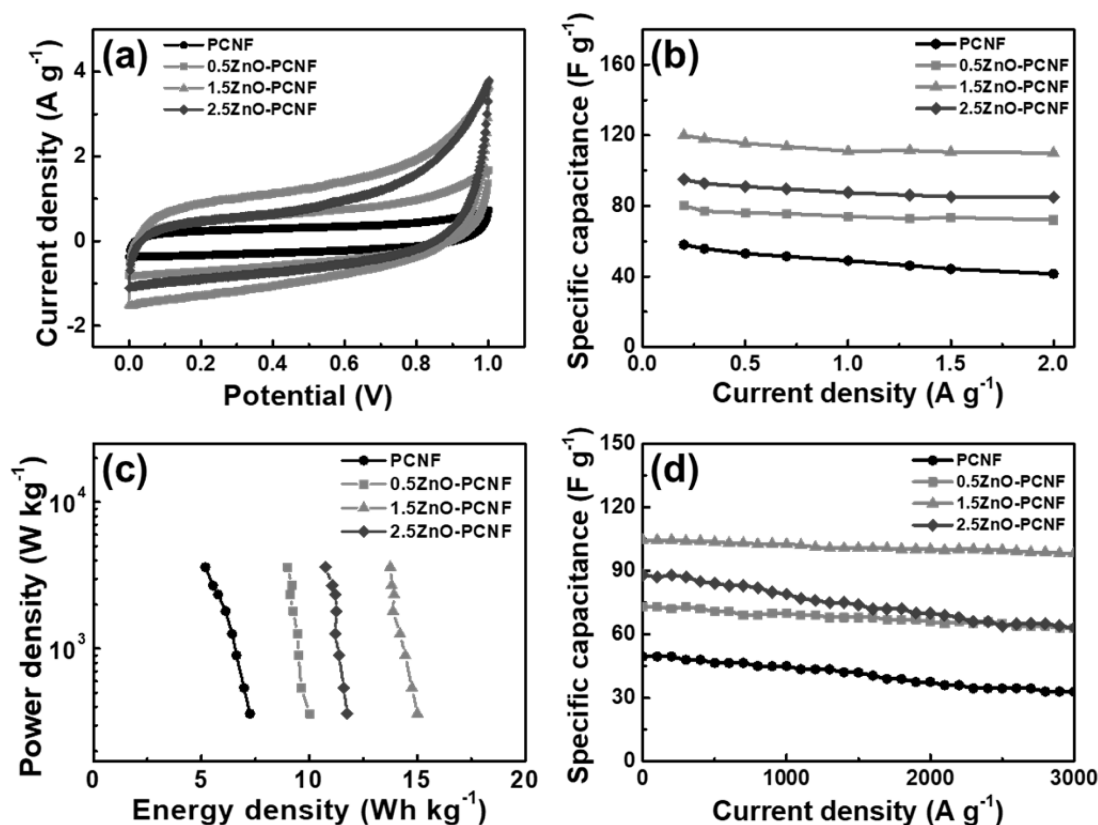 (a)
PCNF
0.5ZnO-PCNF
1.5ZnO-PCNF
2.5ZnO-PCNF
Current density (A g⁻¹)
4
2
0
-2
0.0 0.2 0.4 0.6 0.8 1.0
Potential (V)
(b)
PCNF
0.5ZnO-PCNF
1.5ZnO-PCNF
2.5ZnO-PCNF
Specific capacitance (F g⁻¹)
160
120
80
40
0
0.0 0.5 1.0 1.5 2.0
Current density (A g⁻¹)
(c)
PCNF
0.5ZnO-PCNF
1.5ZnO-PCNF
2.5ZnO-PCNF
Power density (W kg⁻¹)
10⁴
10³
0 5 10 15 20
Energy density (Wh kg⁻¹)
(d)
PCNF
0.5ZnO-PCNF
1.5ZnO-PCNF
2.5ZnO-PCNF
Specific capacitance (F g⁻¹)
150
120
90
60
30
0
0 1000 2000 3000
Current density (A g⁻¹)